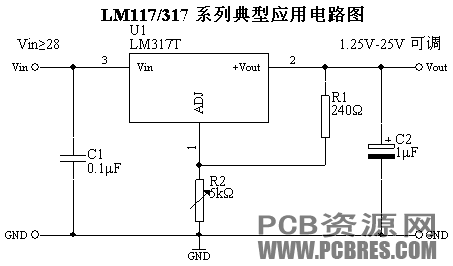 LM117/317 系列典型应用电路图
U1
Vin≥28
LM317T
1.25V-25V 可调
Vin
3
Vin
+Vout
2
Vout
ADJ
R1
240Ω
1
C1
0.1μF
C2
+
1μF
R2
5kΩ
GND
GND
GND
PCB资源网
WWW.PCBRES.COM